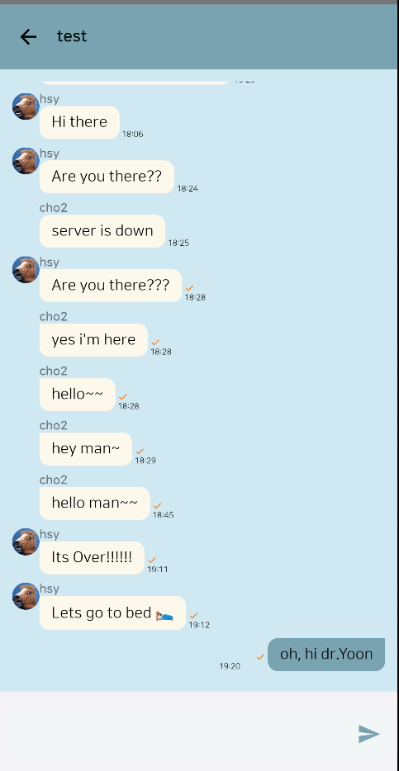 test
hsy
Hi there
18:06
hsy
Are you there??
18:24
cho2
server is down
18:25
hsy
Are you there???
18:28
cho2
yes i'm here
18:28
cho2
hello~~
18:28
cho2
hey man~
18:29
cho2
hello man~~
18:45
hsy
Its Over!!!!!!
19:11
hsy
Lets go to bed 🛌
19:12
oh, hi dr.Yoon
19:20